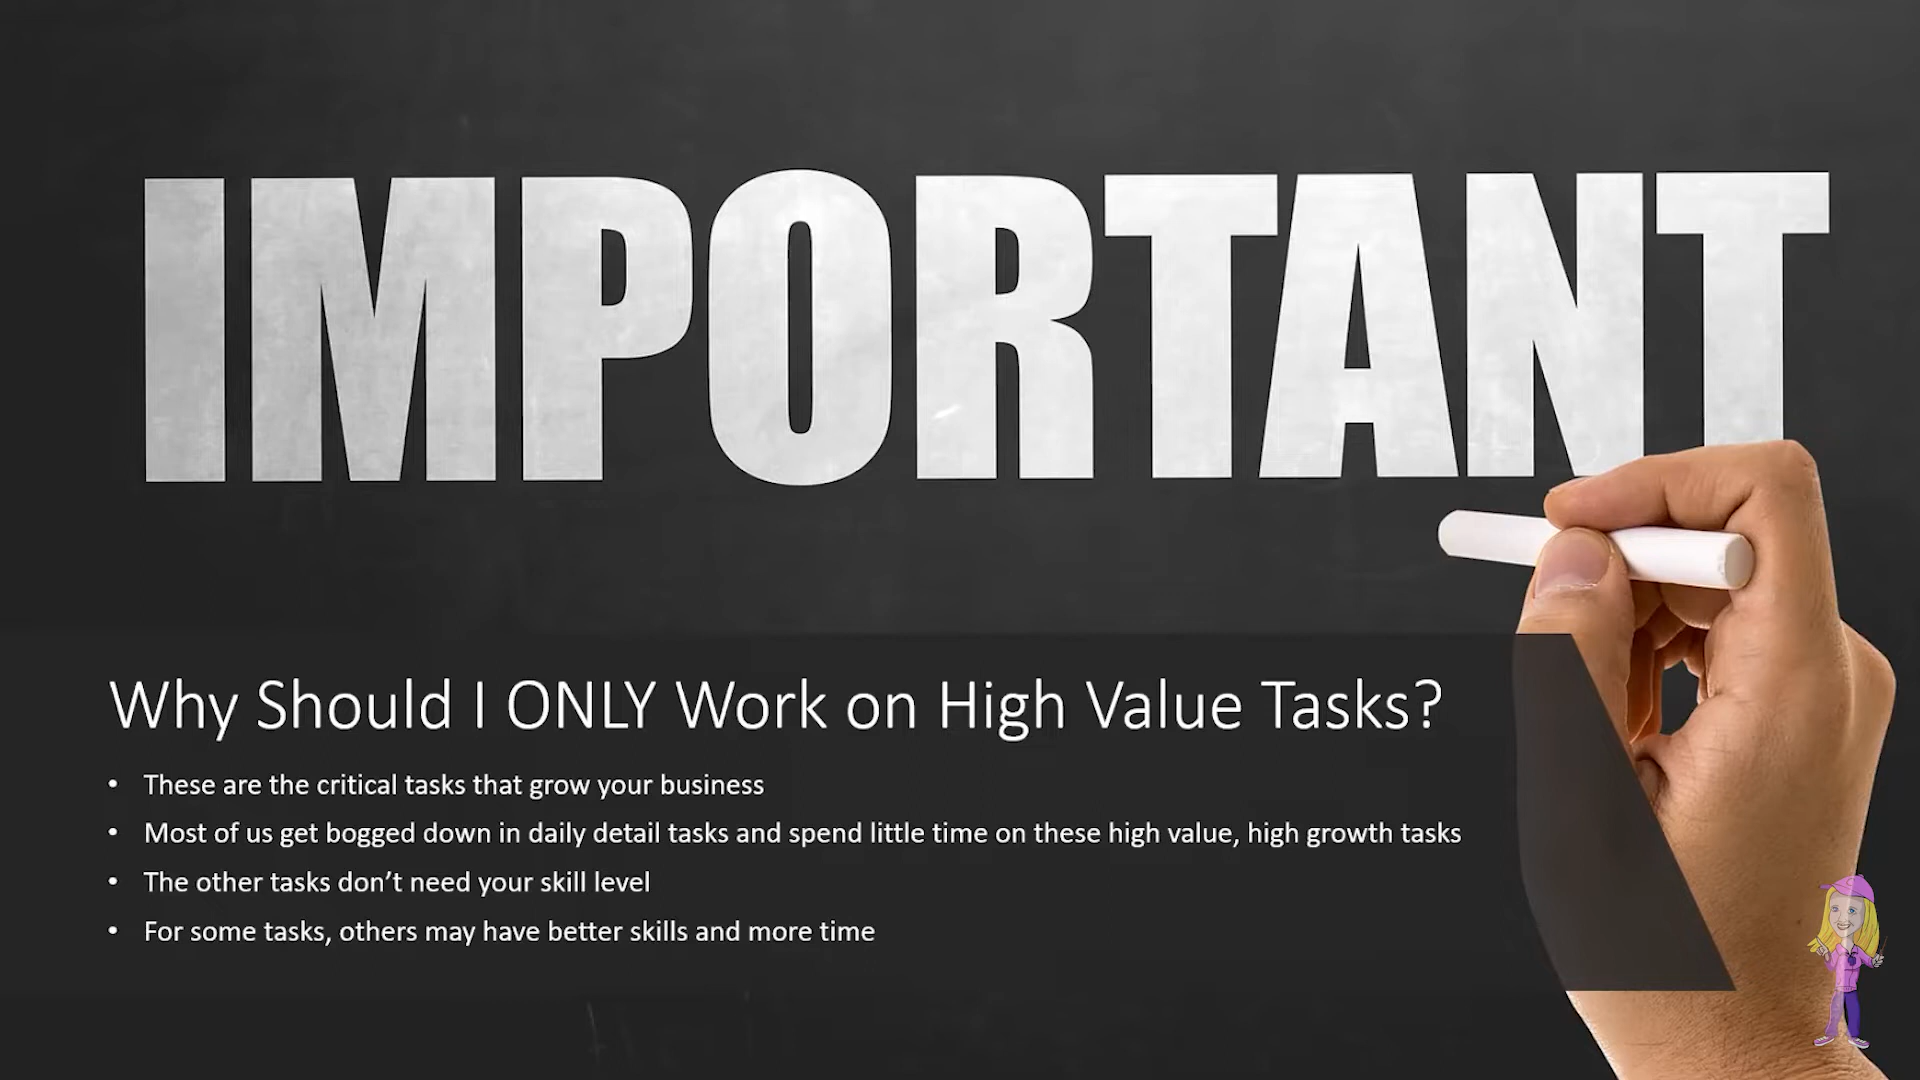 IMPORTANT
Why Should I ONLY Work on High Value Tasks?
• These are the critical tasks that grow your business
• Most of us get bogged down in daily detail tasks and spend little time on these high value, high growth tasks
• The other tasks don’t need your skill level
• For some tasks, others may have better skills and more time